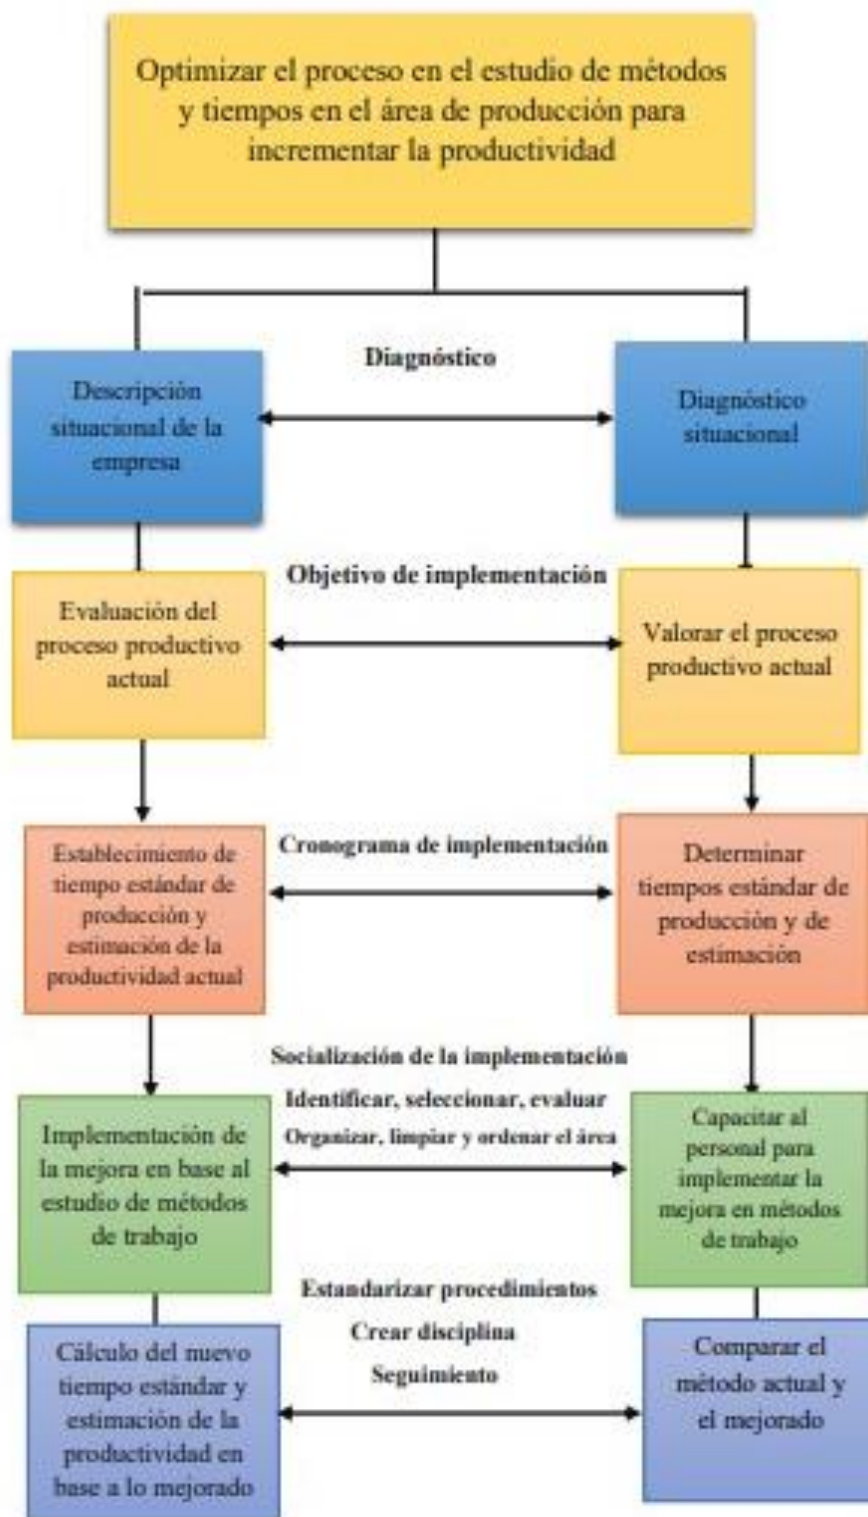 Optimizar el proceso en el estudio de métodos
y tiempos en el área de producción para
incrementar la productividad
Diagnóstico
Descripción
situacional de la
empresa
Diagnóstico
situacional
Objetivo de implementación
Evaluación del
proceso productivo
actual
Valorar el proceso
productivo actual
Cronograma de implementación
Establecimiento de
tiempo estándar de
producción y
estimación de la
productividad actual
Determinar
tiempos estándar de
producción y de
estimación
Socialización de la implementación
Identificar, seleccionar, evaluar
Organizar, limpiar y ordenar el área
Implementación de
la mejora en base al
estudio de métodos
de trabajo
Capacitar al
personal para
implementar la
mejora en métodos
de trabajo
Estandarizar procedimientos
Crear disciplina
Seguimiento
Cálculo del nuevo
tiempo estándar y
estimación de la
productividad en
base a lo mejorado
Comparar el
método actual y
el mejorado